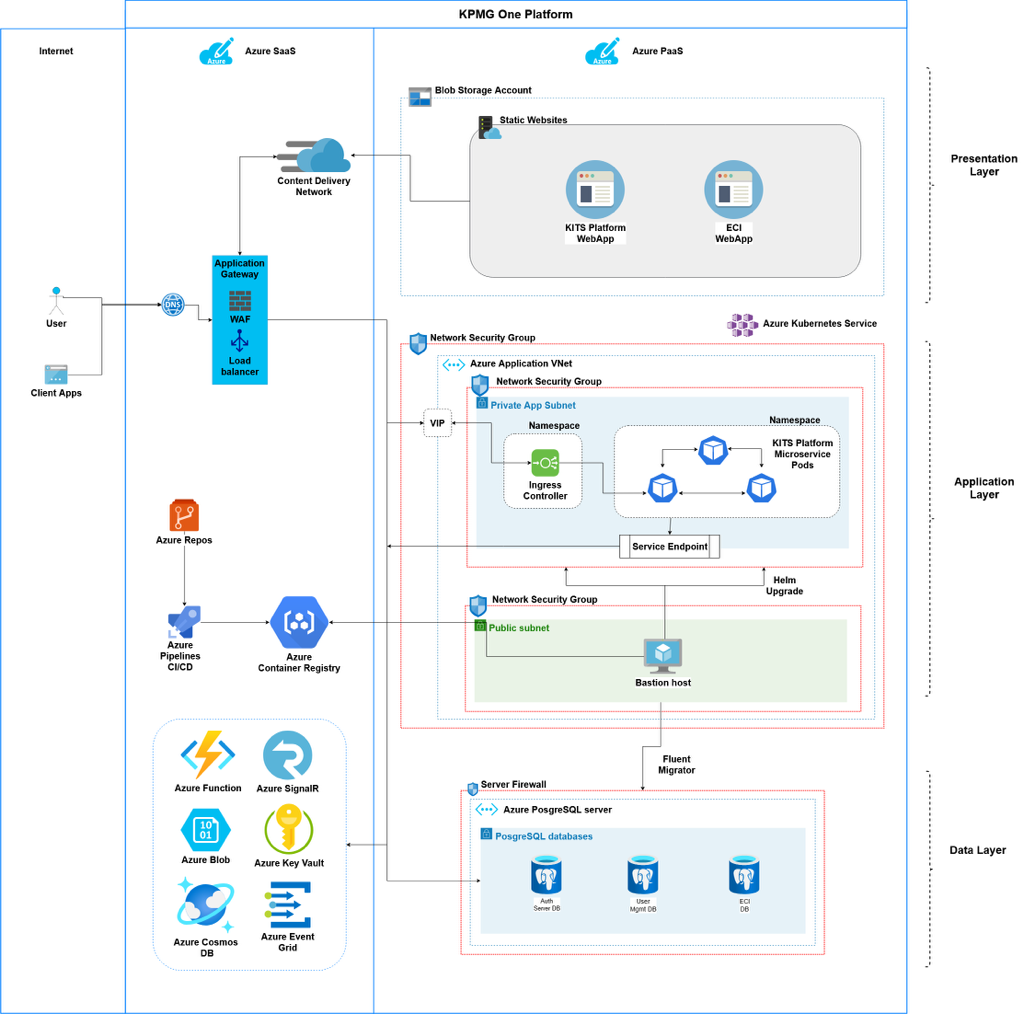 KPMG One Platform
Internet
Azure SaaS
Azure
Azure PaaS
Azure
Blob Storage Account
Static Websites
KITS Platform
WebApp
ECI
WebApp
Presentation
Layer
Content Delivery
Network
Application
Gateway
WAF
Load
balancer
DNS
User
Client Apps
Azure Kubernetes Service
Network Security Group
Azure Application VNet
Network Security Group
Private App Subnet
VIP
Namespace
Ingress
Controller
Namespace
KITS Platform
Microservice
Pods
Service Endpoint
Application
Layer
Helm
Upgrade
Network Security Group
Public subnet
Bastion host
Azure Repos
Azure
Pipelines
CI/CD
Azure
Container Registry
Fluent
Migrator
Azure Function
Azure SignalR
10
01
Azure Blob
Azure Key Vault
Azure Cosmos
DB
Azure Event
Grid
Server Firewall
Azure PosgreSQL server
PosgreSQL databases
Auth
Server DB
User
Mgmt DB
ECI
DB
Data Layer